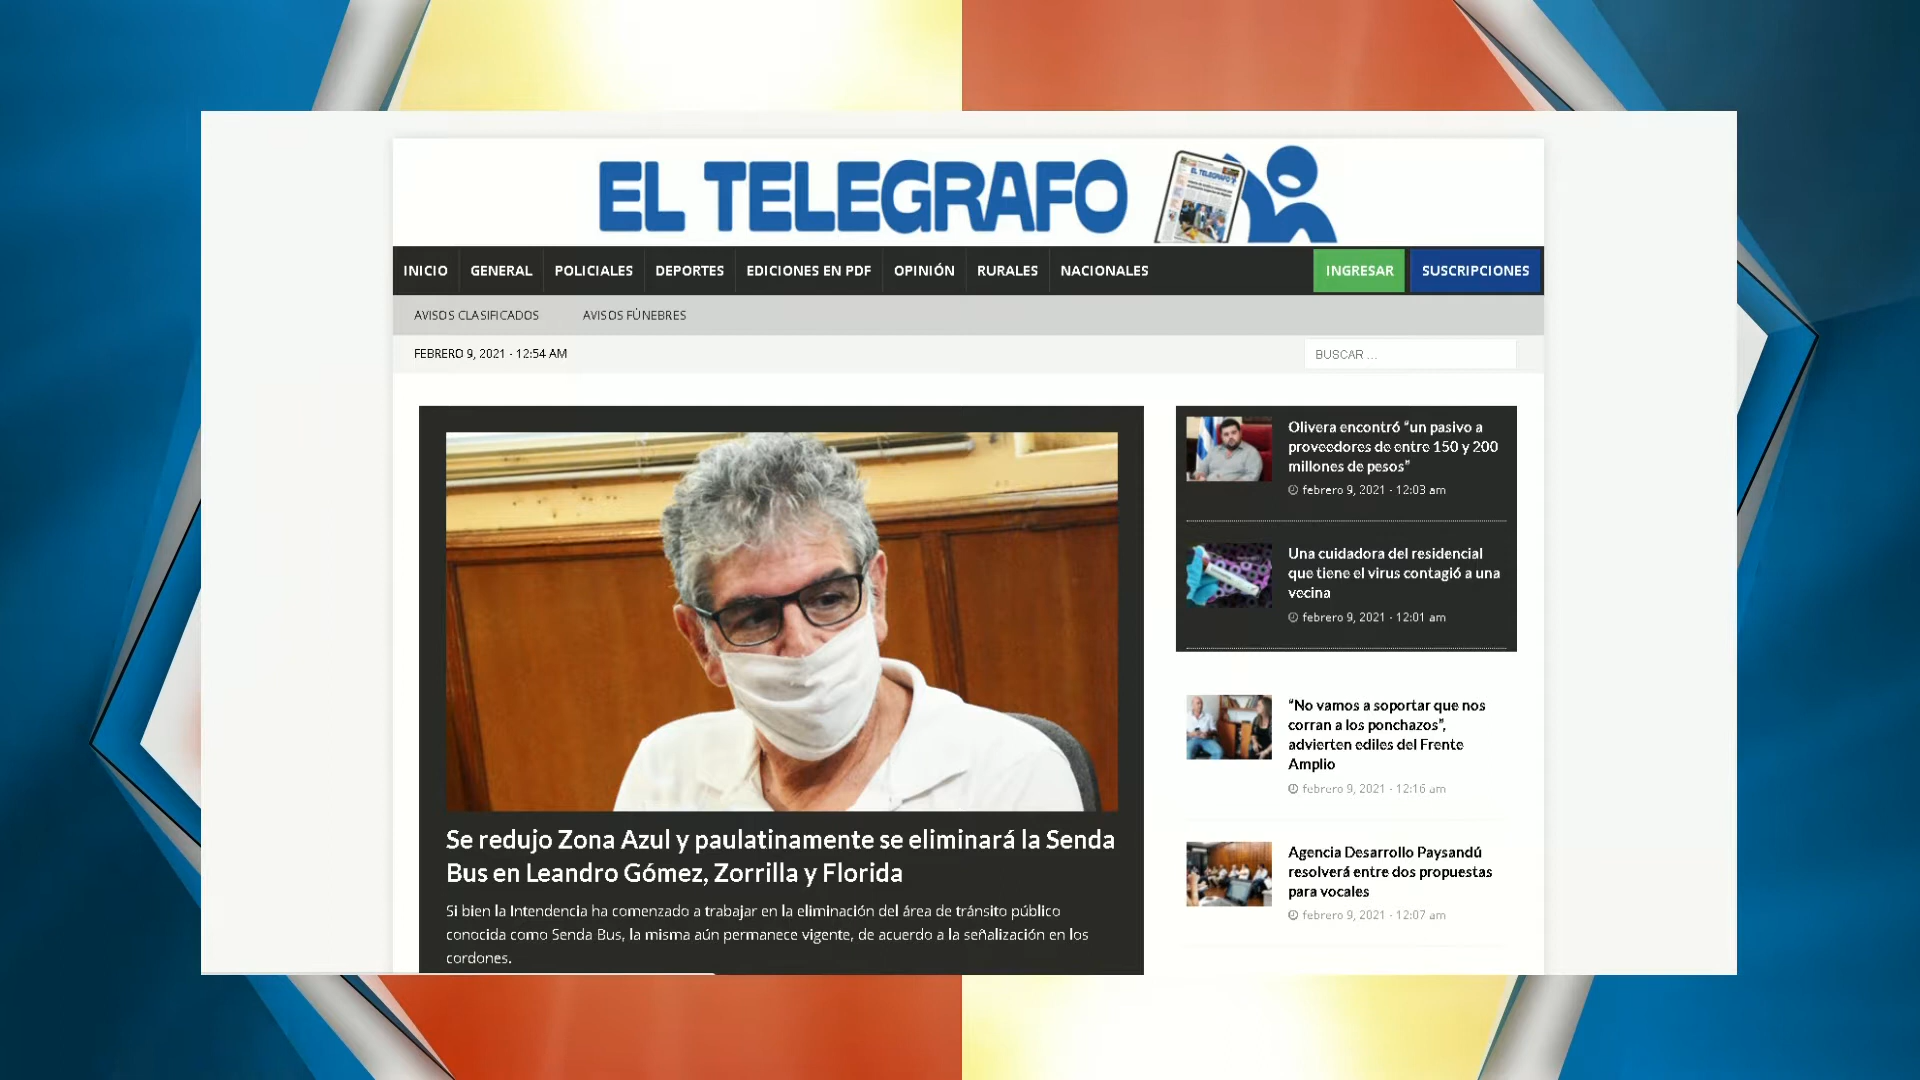 EL TELEGRAFO
EL TELEGRAFO
INICIO GENERAL POLICIALES DEPORTES EDICIONES EN PDF OPINIÓN RURALES NACIONALES INGRESAR SUSCRIPCIONES
AVISOS CLASIFICADOS AVISOS FÚNEBRES
FEBRERO 9, 2021 - 12:54 AM
BUSCAR ...
Se redujo Zona Azul y paulatinamente se eliminará la Senda
Bus en Leandro Gómez, Zorrilla y Florida
Si bien la Intendencia ha comenzado a trabajar en la eliminación del área de tránsito público
conocida como Senda Bus, la misma aún permanece vigente, de acuerdo a la señalización en los
cordones.
Olivera encontró “un pasivo a
proveedores de entre 150 y 200
millones de pesos”
febrero 9, 2021 - 12:03 am
Una cuidadora del residencial
que tiene el virus contagió a una
vecina
febrero 9, 2021 - 12:01 am
“No vamos a soportar que nos
corran a los ponchazos”,
advierten ediles del Frente
Amplio
febrero 9, 2021 - 12:16 am
Agencia Desarrollo Paysandú
resolverá entre dos propuestas
para vocales
febrero 9, 2021 - 12:07 am